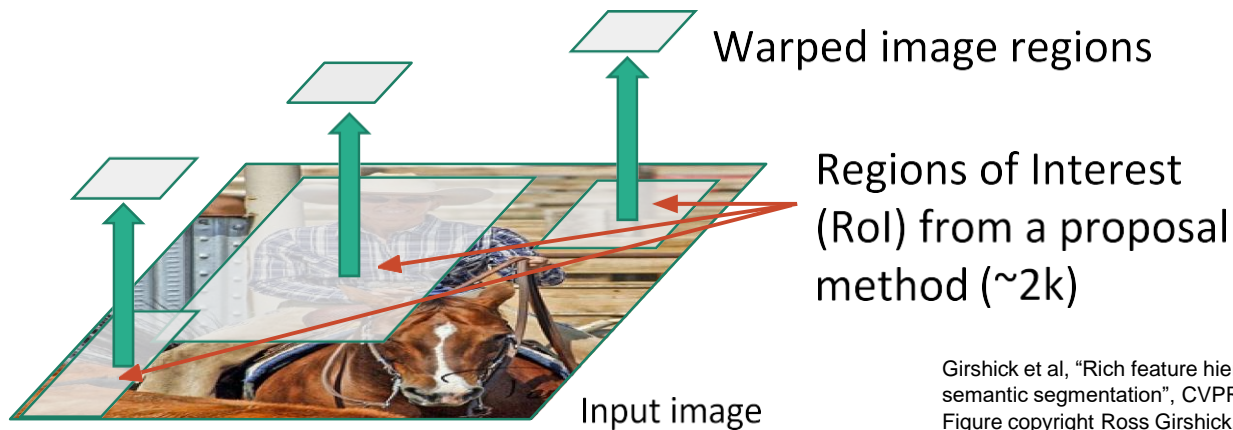 Warped image regions
Regions of Interest
(RoI) from a proposal
method (~2k)
Input image
Girshick et al, “Rich feature hie
semantic segmentation”, CVPR
Figure copyright Ross Girshick